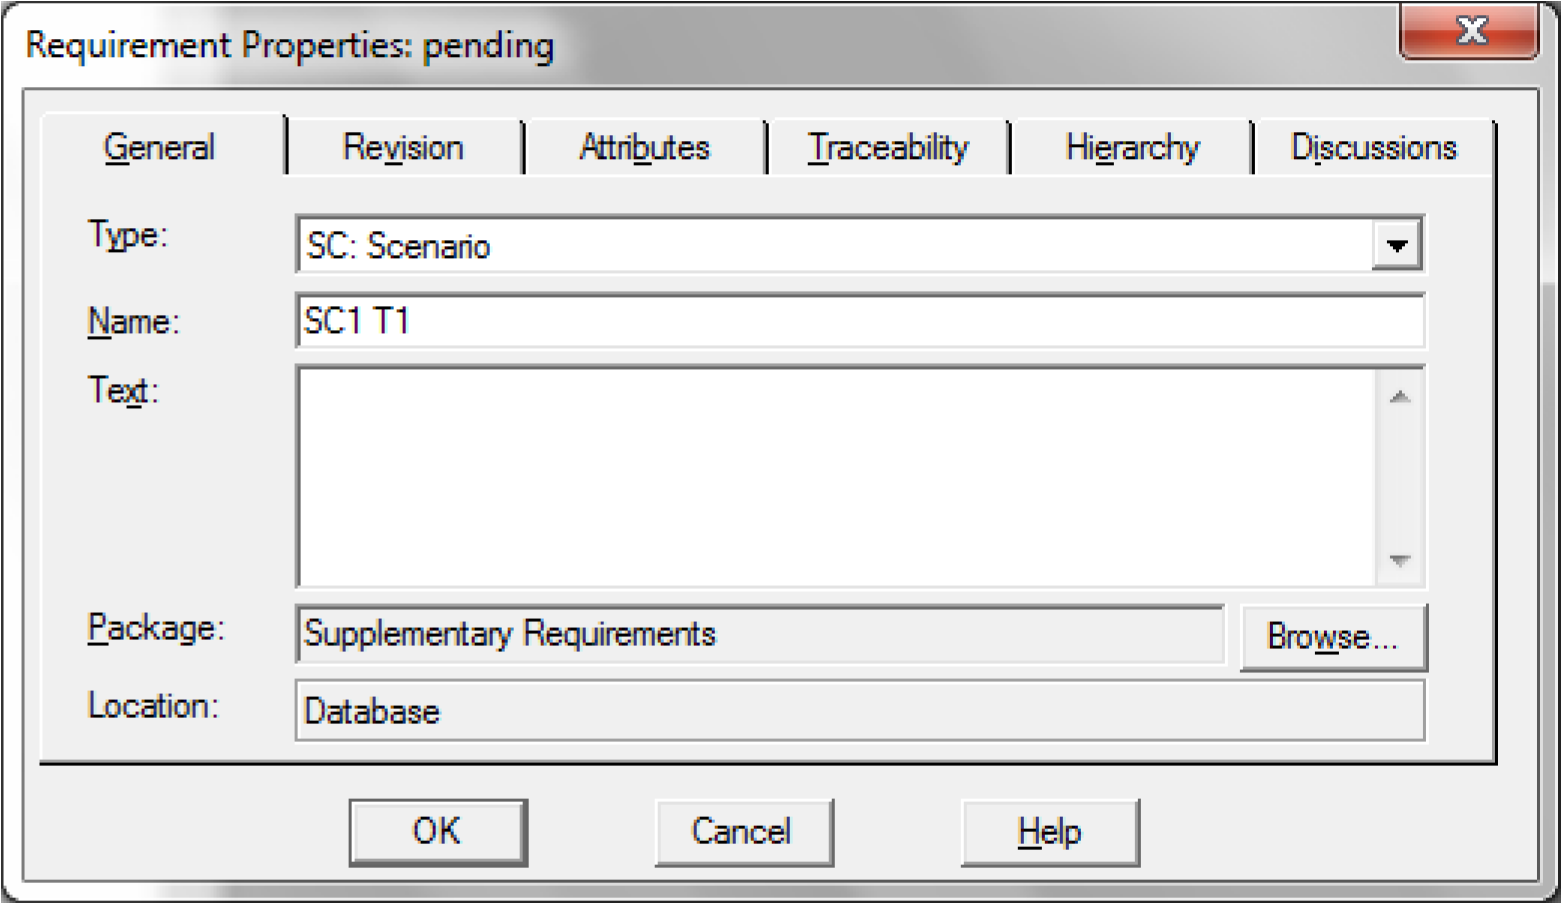 Requirement Properties: pending
General Revision Attributes Traceability Hierarchy Discussions
Type: SC: Scenario
Name: SC1 T1
Text:
Package: Supplementary Requirements Browse...
Location: Database
OK Cancel Help